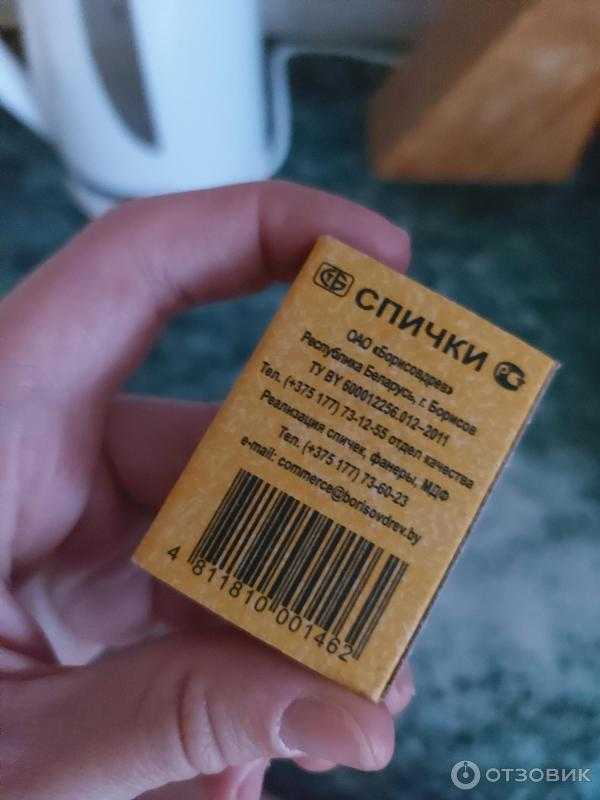 СПИЧКИ
ОАО «Борисовдрев»
Республика Беларусь, г. Борисов
ТУ BY 600012256.012-2011
Тел. (+375 177) 73-12-55 отдел качества
Реализация спичек, фанеры, МДФ
Тел. (+375 177) 73-60-23
e-mail: commerce@borisovdrev.by
4 811810 001462
ОТЗОВИК